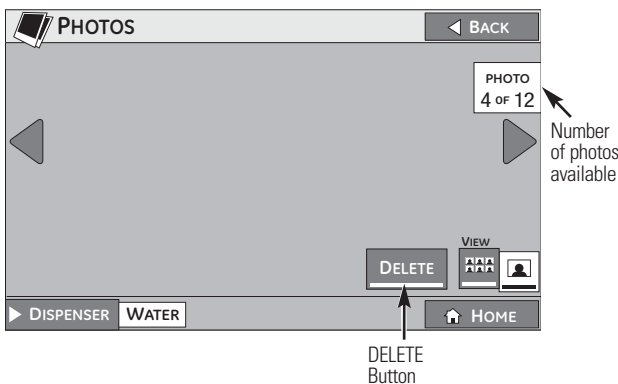 PHOTOS
BACK
PHOTO
4 OF 12
Number
of photos
available
VIEW
DELETE
DISPENSER WATER
HOME
DELETE
Button